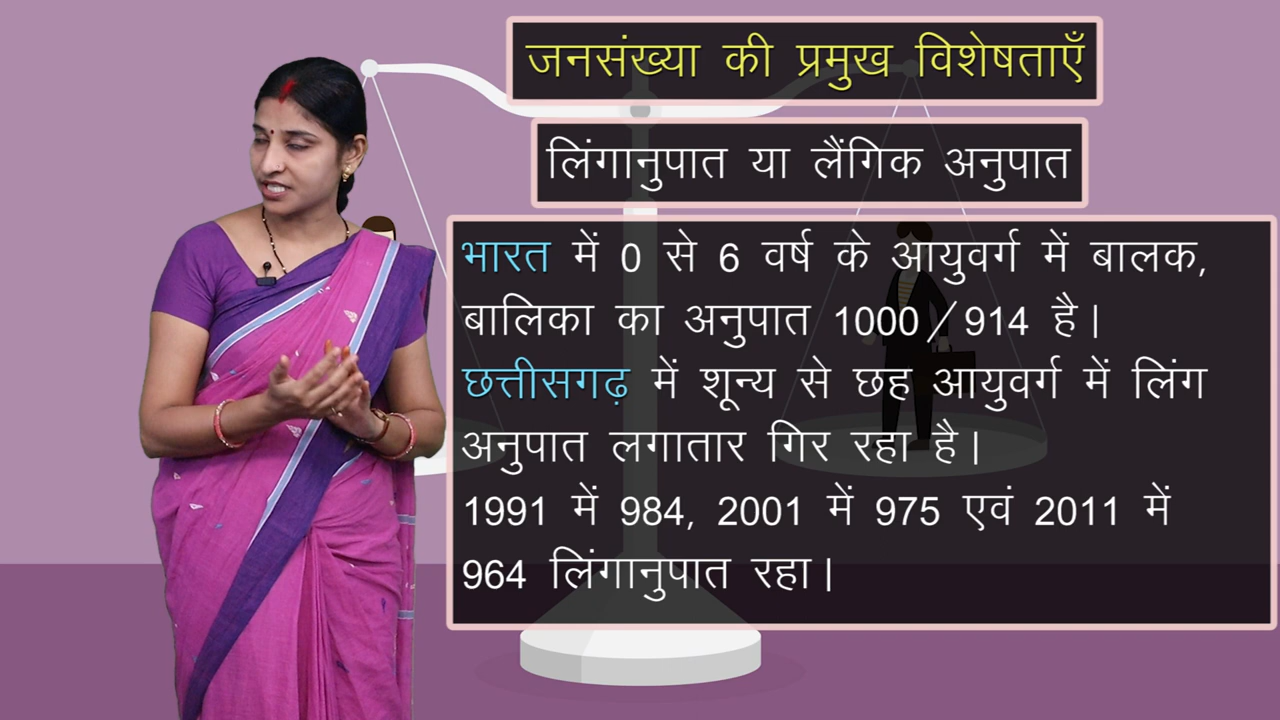 जनसंख्या की प्रमुख विशेषताएँ
लिंगानुपात या लैंगिक अनुपात
भारत में 0 से 6 वर्ष के आयुवर्ग में बालक,
बालिका का अनुपात 1000/914 है।
छत्तीसगढ़ में शून्य से छह आयुवर्ग में लिंग
अनुपात लगातार गिर रहा है।
1991 में 984, 2001 में 975 एवं 2011 में
964 लिंगानुपात रहा।